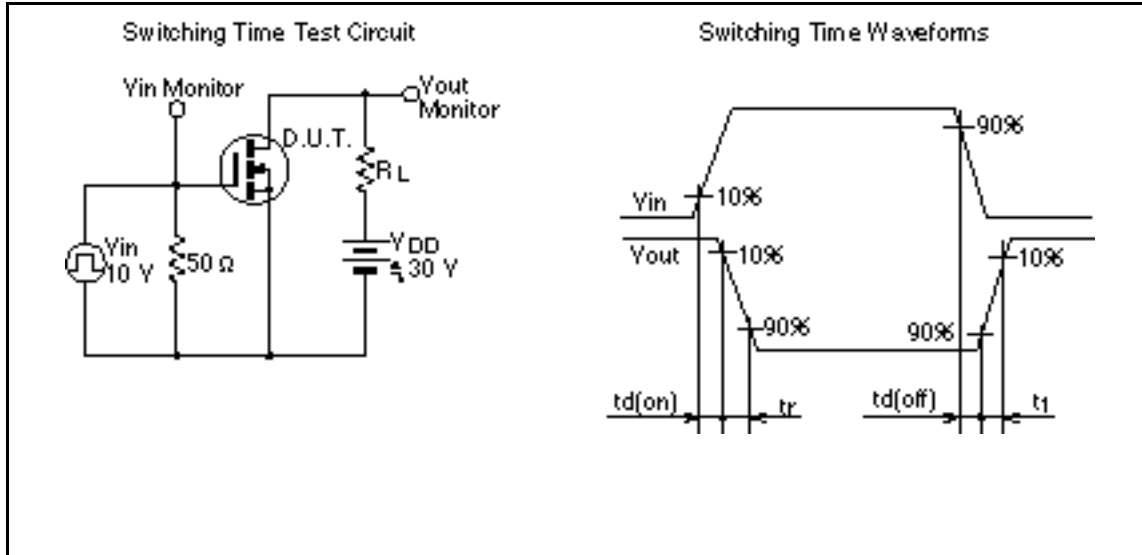 Switching Time Test Circuit
Vin Monitor
Vout
Monitor
D.U.T.
RL
Vin
10 V
50 Ω
VDD
30 V
Switching Time Waveforms
90%
10%
Vin
Vout
10%
10%
90%
90%
td(on)
tr
td(off)
t1